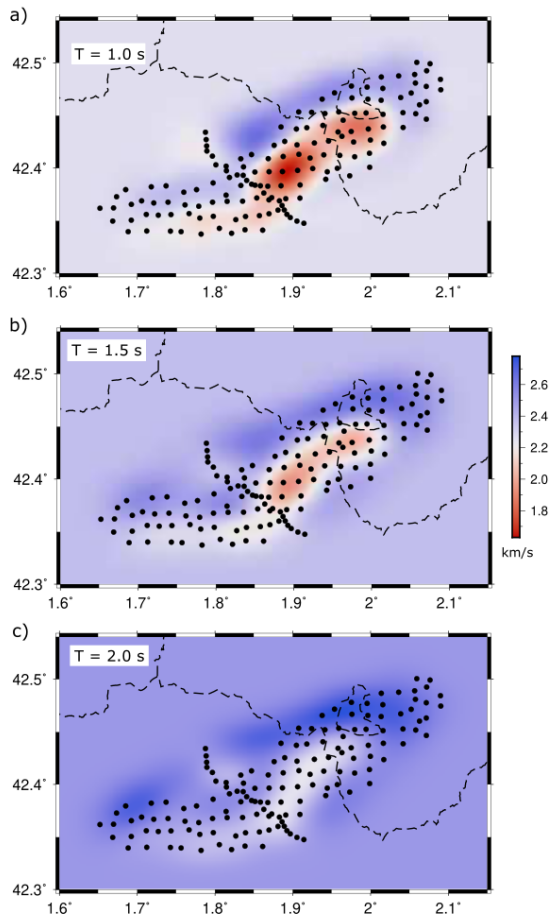 a)
T = 1.0 s
42.5˚
42.4˚
42.3˚
1.6˚ 1.7˚ 1.8˚ 1.9˚ 2˚ 2.1˚
b)
T = 1.5 s
42.5˚
42.4˚
42.3˚
1.6˚ 1.7˚ 1.8˚ 1.9˚ 2˚ 2.1˚
2.6
2.4
2.2
2.0
1.8
km/s
c)
T = 2.0 s
42.5˚
42.4˚
42.3˚
1.6˚ 1.7˚ 1.8˚ 1.9˚ 2˚ 2.1˚